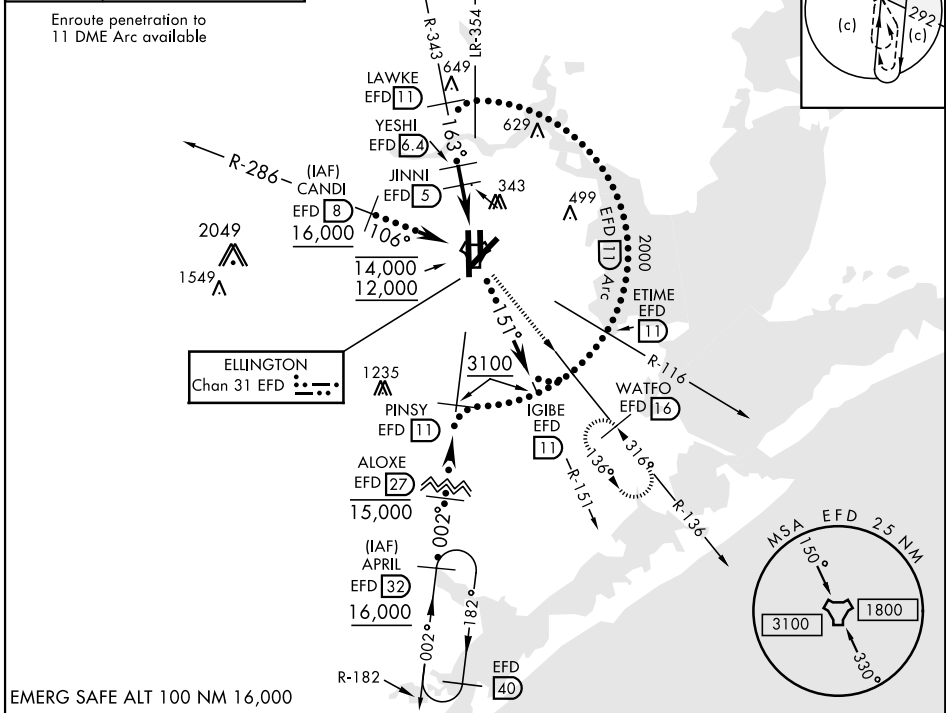 Enroute penetration to
11 DME Arc available
R-343
LR-354
292
(c)
(c)
LAWKE
EFD 11
649
YESHI
EFD 6.4
163°
629
JINNI
EFD 5
343
499
R-286
(IAF)
CANDI
EFD 8
16,000
106°
2049
1549
14,000
12,000
EFD 11 Arc
2000
ETIME
EFD
11
R-116
151°
ELLINGTON
Chan 31 EFD
1235
3100
PINSY
EFD 11
IGIBE
EFD
11
WATFO
EFD 16
ALOXE
EFD 27
15,000
002°
316°
136°
R-151
R-136
(IAF)
APRIL
EFD 32
16,000
002°
182°
R-182
EFD
40
MSA EFD 25 NM
150°
3100
1800
330°
EMERG SAFE ALT 100 NM 16,000